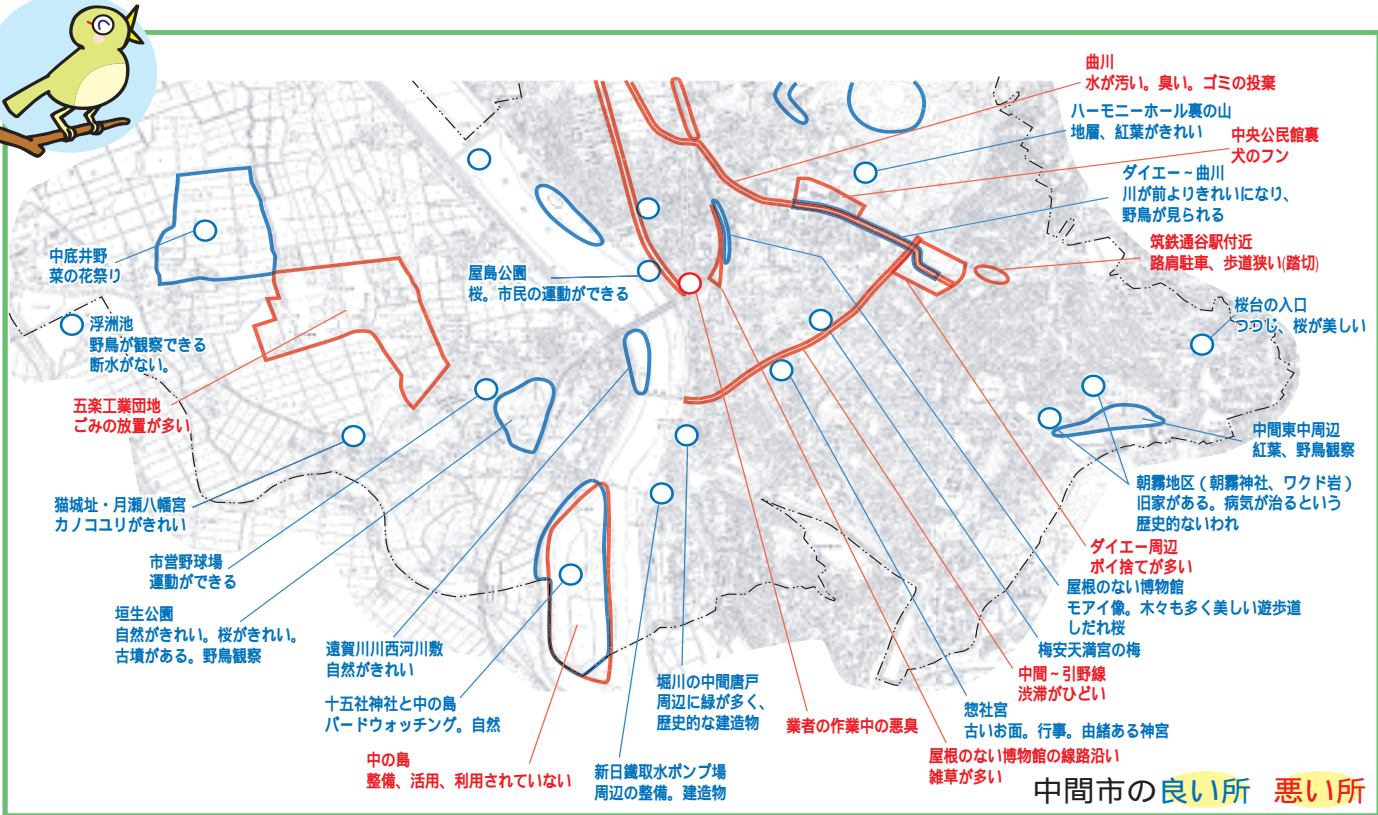 曲川
水が汚い。臭い。ゴミの投棄
ハーモニーホール裏の山
地層、紅葉がきれい
中央公民館裏
犬のフン
ダイエー~曲川
川が前よりきれいになり、
野鳥が見られる
筑鉄通谷駅付近
路肩駐車、歩道狭い(踏切)
桜台の入口
つつじ、桜が美しい
中底井野
菜の花祭り
屋島公園
桜。市民の運動ができる
浮洲池
野鳥が観察できる
断水がない。
五楽工業団地
ごみの放置が多い
中間東中周辺
紅葉、野鳥観察
朝霧地区(朝霧神社、ワクド岩)
旧家がある。病気が治るという
歴史的ないわれ
猫城址・月瀬八幡宮
カノコユリがきれい
市営野球場
運動ができる
垣生公園
自然がきれい。桜がきれい。
古墳がある。野鳥観察
遠賀川川西河川敷
自然がきれい
十五社神社と中の島
バードウォッチング。自然
中の島
整備、活用、利用されていない
新日鐵取水ポンプ場
周辺の整備。建造物
堀川の中間唐戸
周辺に緑が多く、
歴史的な建造物
業者の作業中の悪臭
ダイエー周辺
ポイ捨てが多い
屋根のない博物館
モアイ像。木々も多く美しい遊歩道
しだれ桜
梅安天満宮の梅
中間~引野線
渋滞がひどい
惣社宮
古いお面。行事。由緒ある神宮
屋根のない博物館の線路沿い
雑草が多い
中間市の良い所 悪い所